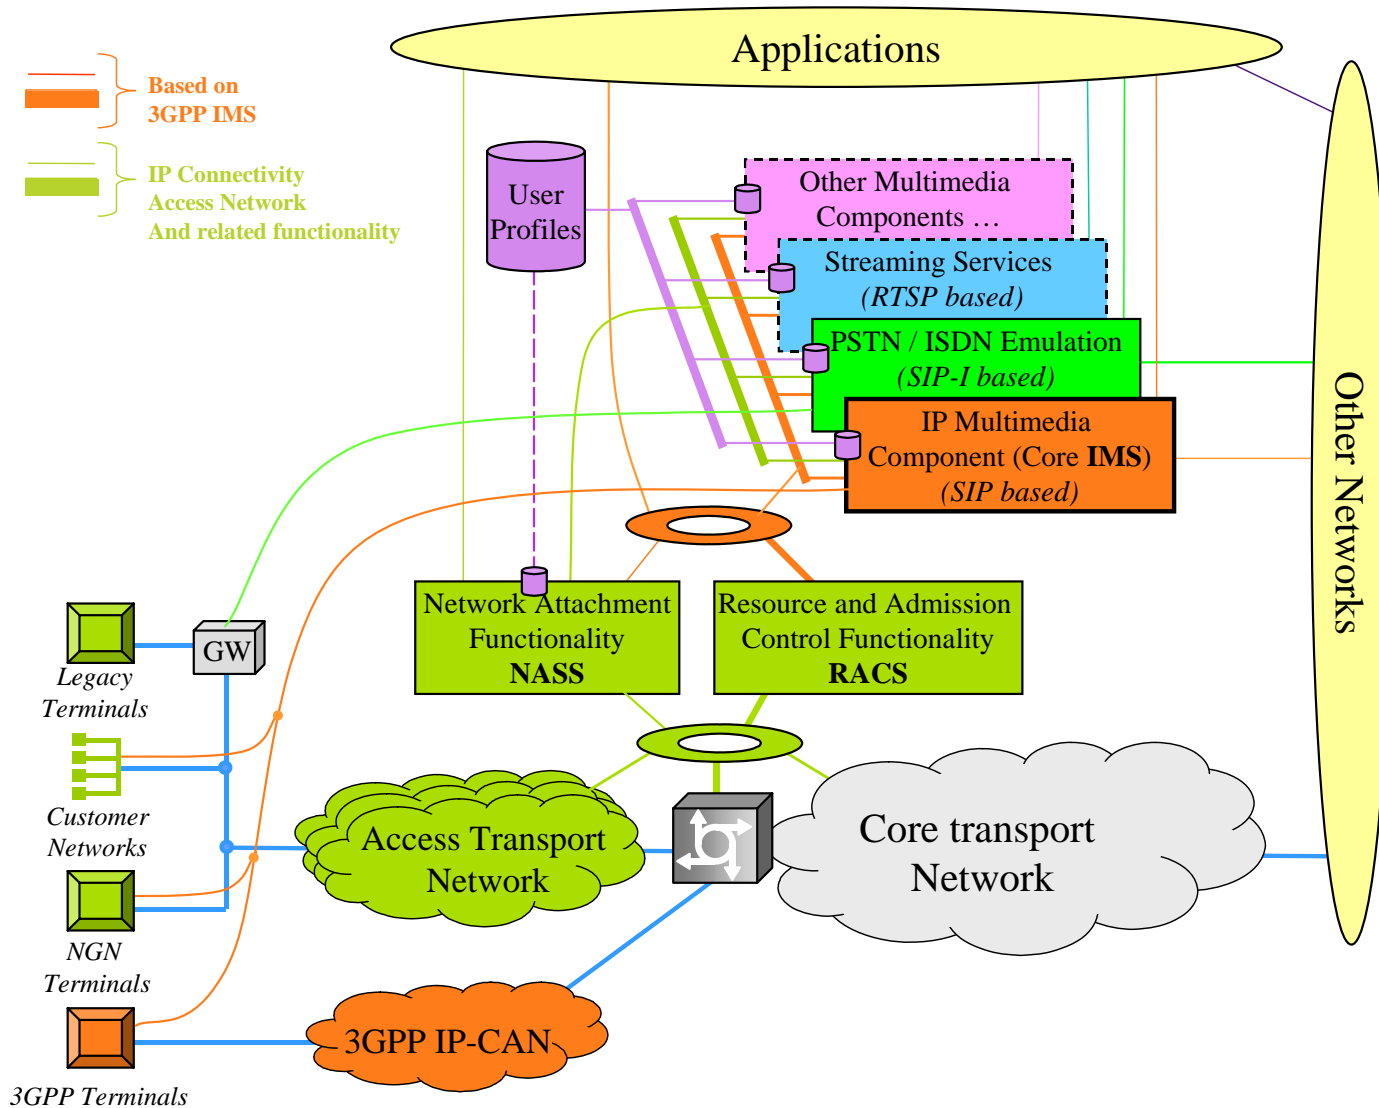 Applications
Based on
3GPP IMS
IP Connectivity
Access Network
And related functionality
User
Profiles
Other Multimedia
Components …
Streaming Services
(RTSP based)
PSTN / ISDN Emulation
(SIP-I based)
IP Multimedia
Component (Core IMS)
(SIP based)
Other Networks
Network Attachment
Functionality
NASS
Resource and Admission
Control Functionality
RACS
GW
Legacy
Terminals
Customer
Networks
NGN
Terminals
3GPP Terminals
Access Transport
Network
Core transport
Network
3GPP IP-CAN